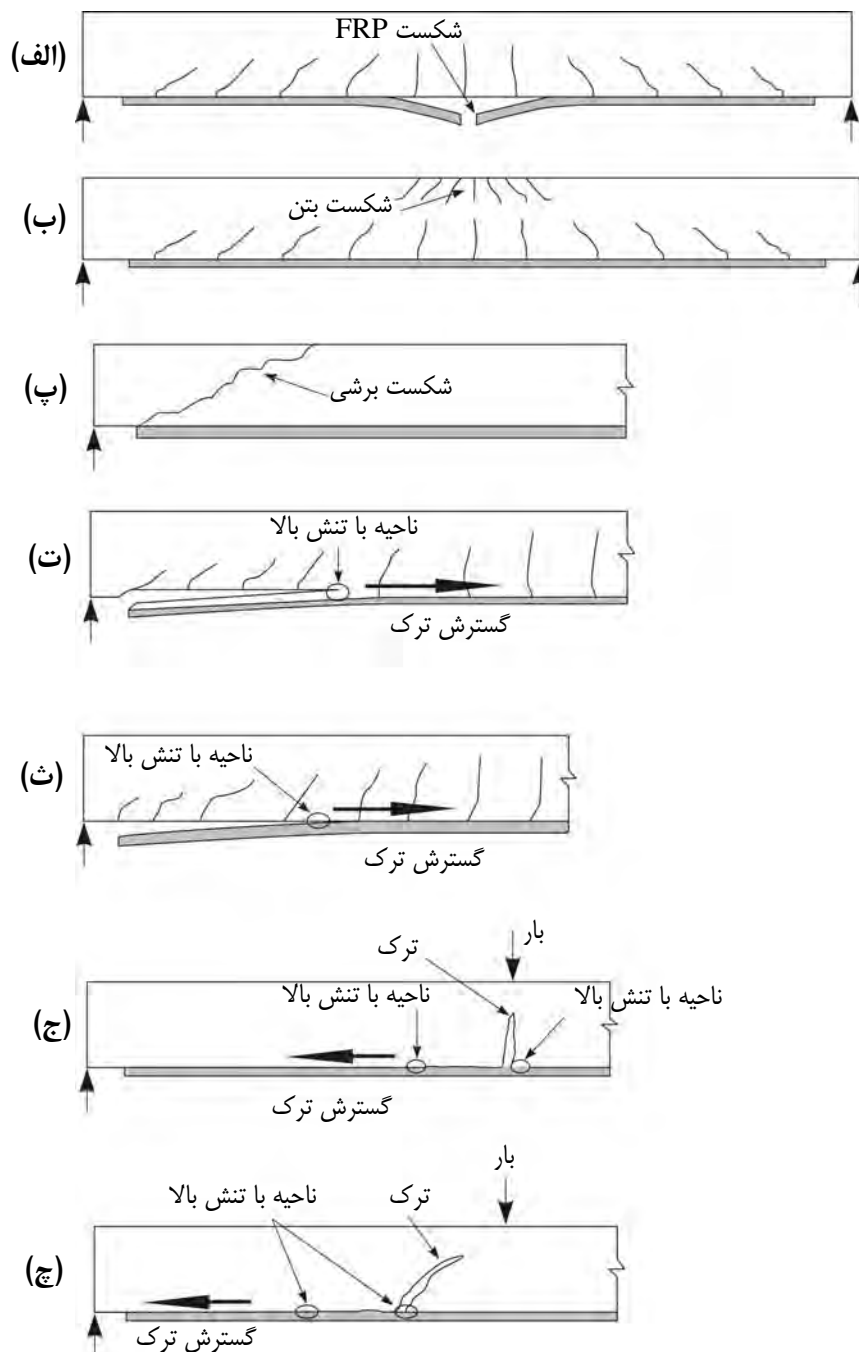 شکست FRP
(الف)
شکست بتن
(ب)
شکست برشی
(پ)
ناحیه با تنش بالا
(ت)
گسترش ترک
ناحیه با تنش بالا
(ث)
گسترش ترک
بار
ترک
ناحیه با تنش بالا
ناحیه با تنش بالا
(ج)
گسترش ترک
بار
ترک
ناحیه با تنش بالا
(چ)
گسترش ترک